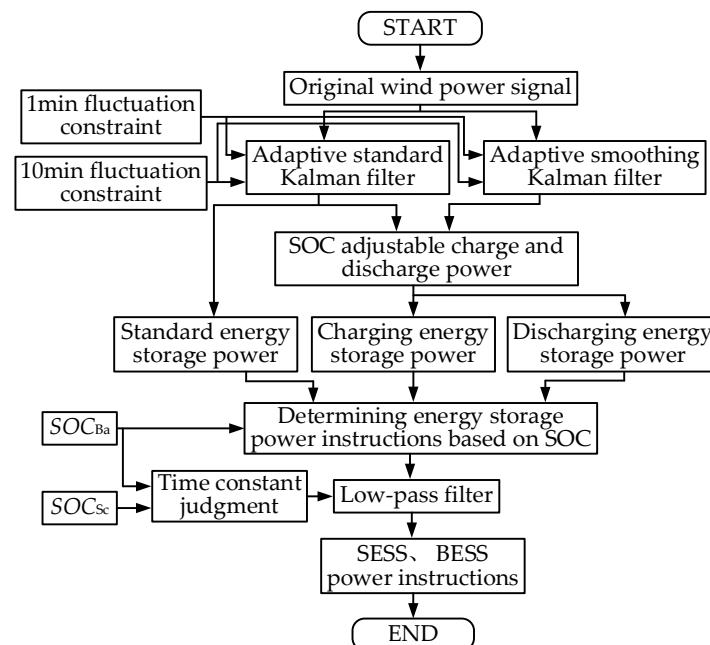 START
Original wind power signal
1min fluctuation
constraint
10min fluctuation
constraint
Adaptive standard
Kalman filter
Adaptive smoothing
Kalman filter
SOC adjustable charge and
discharge power
Standard energy
storage power
Charging energy
storage power
Discharging energy
storage power
Determining energy storage
power instructions based on SOC
SOCBa
SOCSc
Time constant
judgment
Low-pass filter
SESS、BESS
power instructions
END